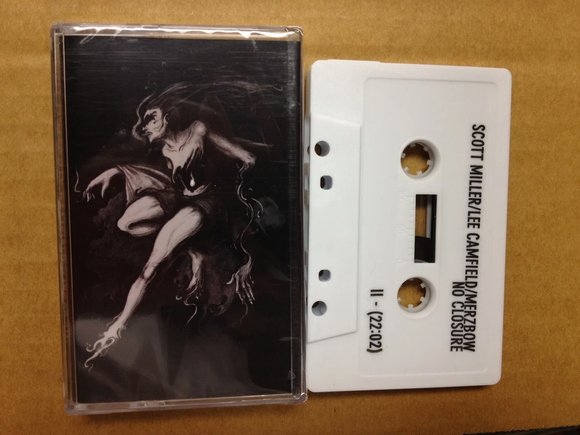 SCOTT MILLER/LEE CAMFIELD/MERZBOW
NO CLOSURE
II - (22:02)